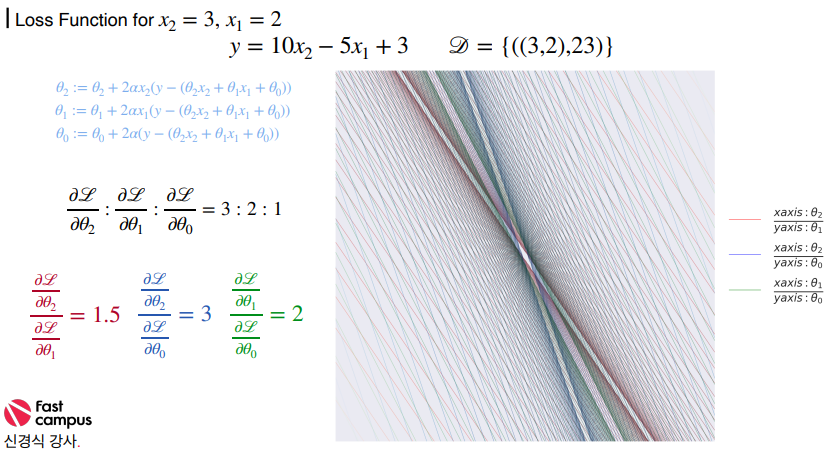 Loss Function for x₂ = 3, x₁ = 2
y = 10x₂ − 5x₁ + 3 𝒟 = {((3,2),23)}
θ₂ := θ₂ + 2αx₂(y − (θ₂x₂ + θ₁x₁ + θ₀))
θ₁ := θ₁ + 2αx₁(y − (θ₂x₂ + θ₁x₁ + θ₀))
θ₀ := θ₀ + 2α(y − (θ₂x₂ + θ₁x₁ + θ₀))
∂ℒ/∂θ₂ : ∂ℒ/∂θ₁ : ∂ℒ/∂θ₀ = 3 : 2 : 1
(∂ℒ/∂θ₂)/(∂ℒ/∂θ₁) = 1.5 (∂ℒ/∂θ₂)/(∂ℒ/∂θ₀) = 3 (∂ℒ/∂θ₁)/(∂ℒ/∂θ₀) = 2
xaxis : θ₂
yaxis : θ₁
xaxis : θ₂
yaxis : θ₀
xaxis : θ₁
yaxis : θ₀
Fast
campus
신경식 강사.